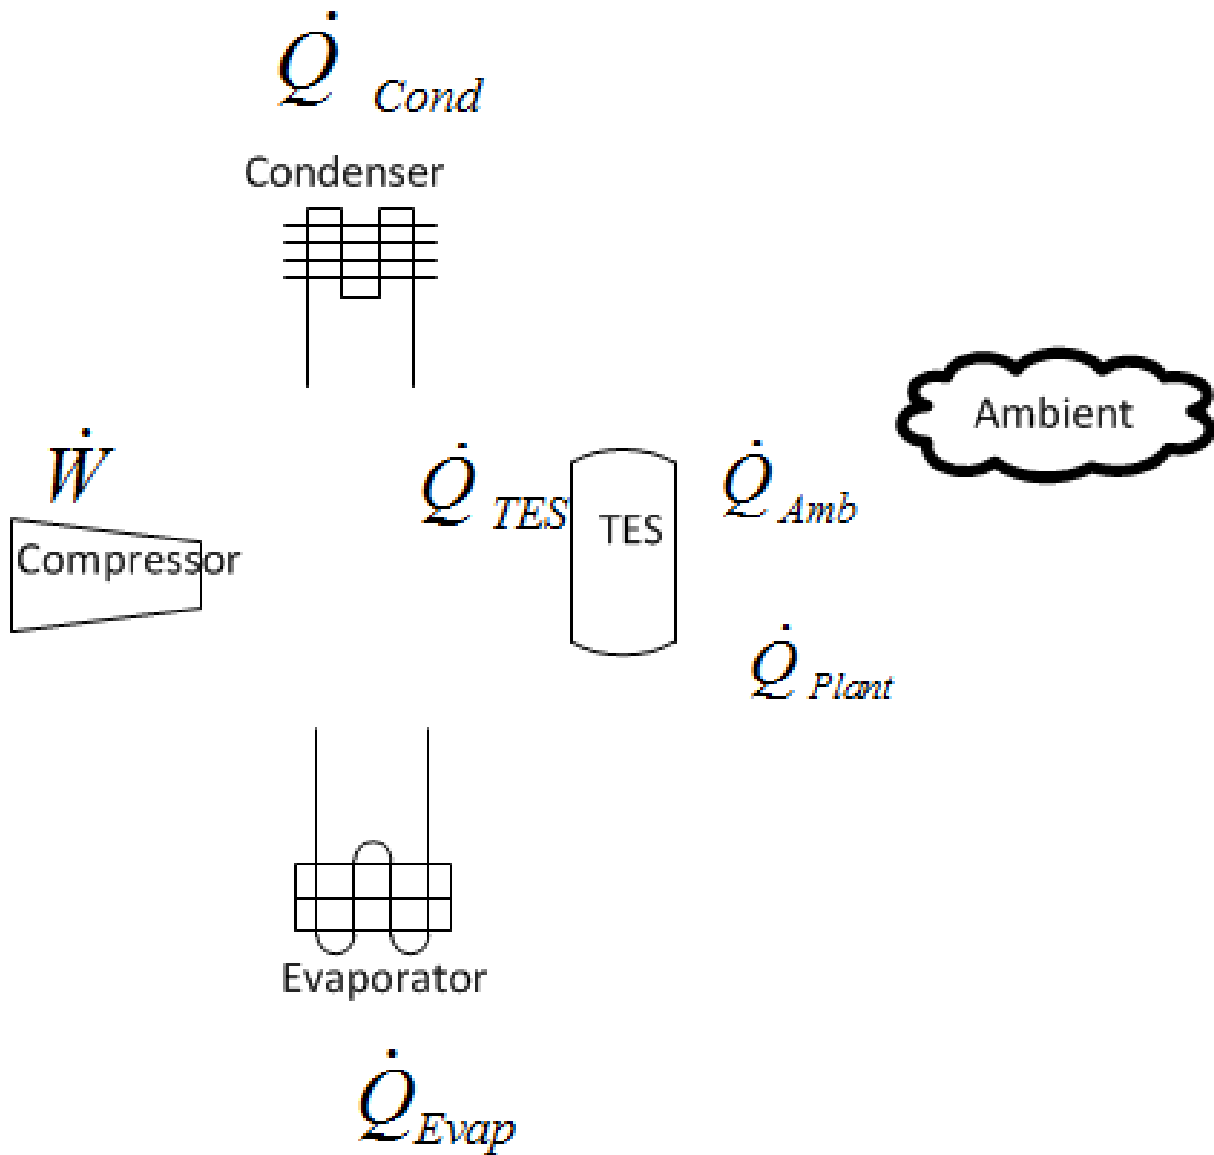 Q̇ Cond
Condenser
Ambient
Ẇ
Q̇ TES
TES
Q̇ Amb
Compressor
Q̇ Plant
Evaporator
Q̇ Evap